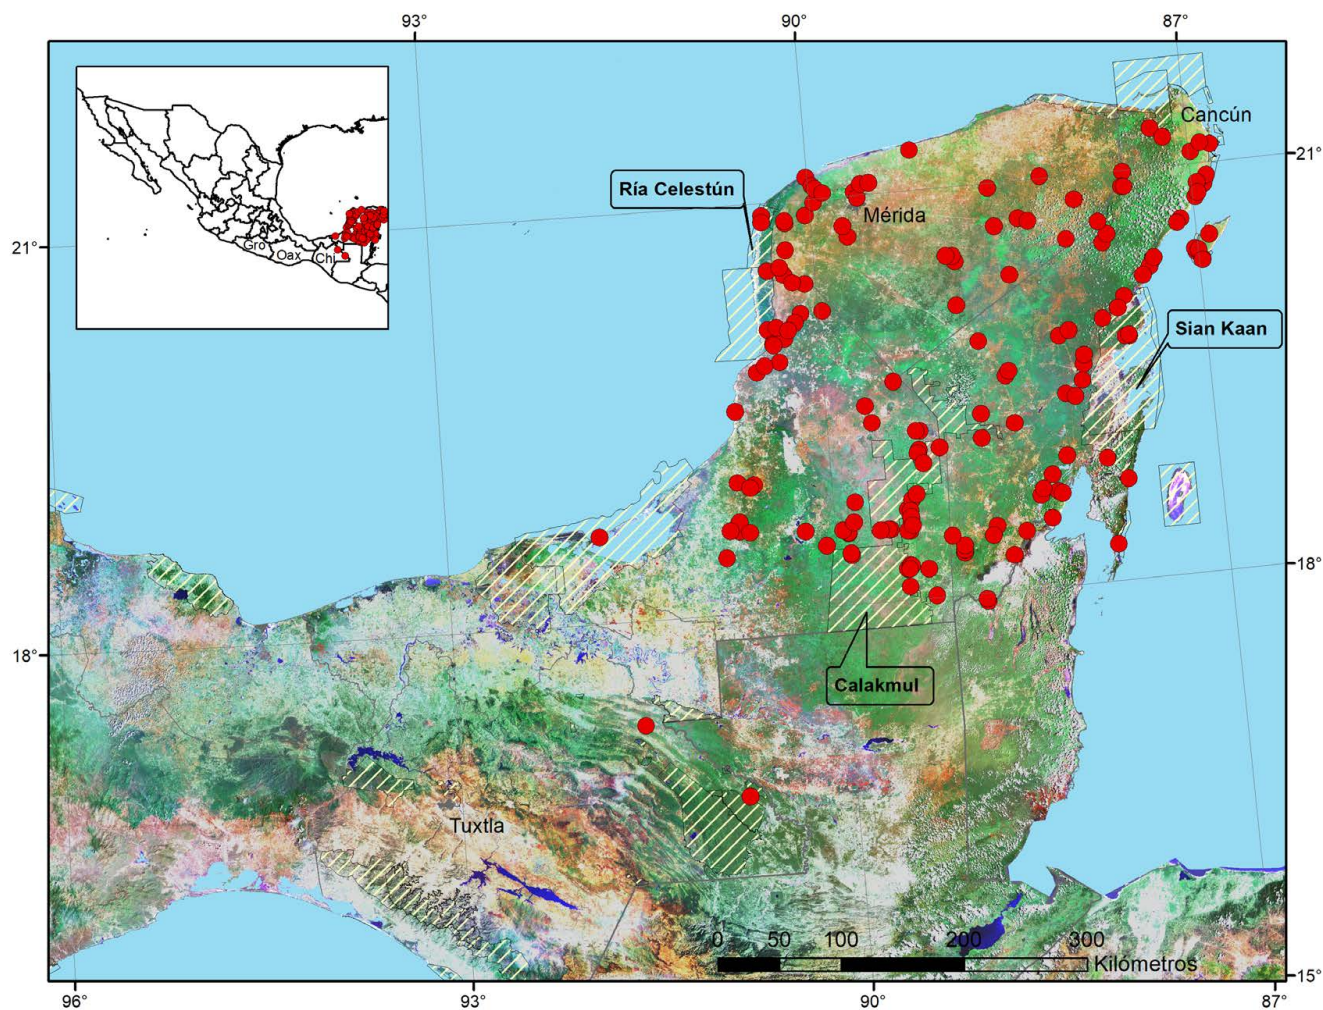 93°
90°
87°
Cancún
21°
Ría Celestún
Mérida
Gro
Oax
Chi
21°
Sian Kaan
18°
18°
Calakmul
Tuxtla
0
50
100
200
300
Kilómetros
15°
96°
93°
90°
87°